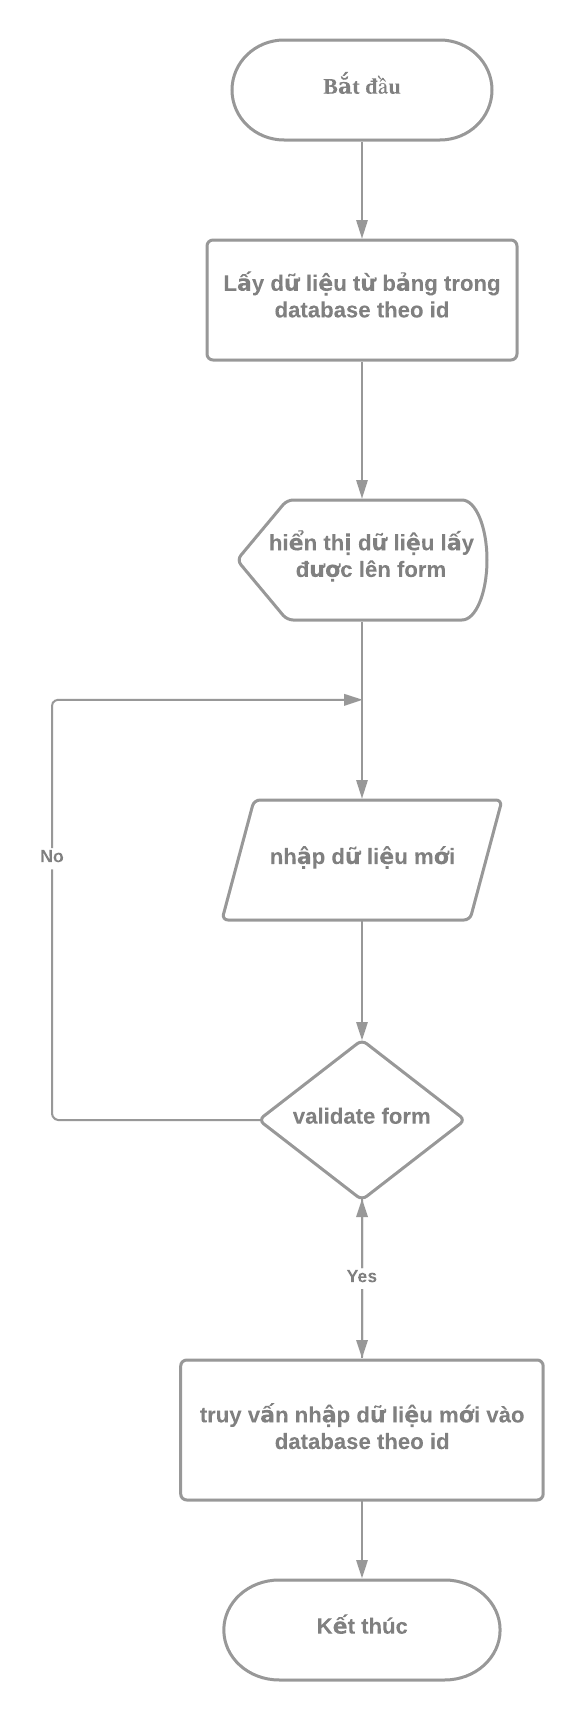 Bắt đầu
Lấy dữ liệu từ bảng trong
database theo id
hiển thị dữ liệu lấy
được lên form
nhập dữ liệu mới
No
validate form
Yes
truy vấn nhập dữ liệu mới vào
database theo id
Kết thúc